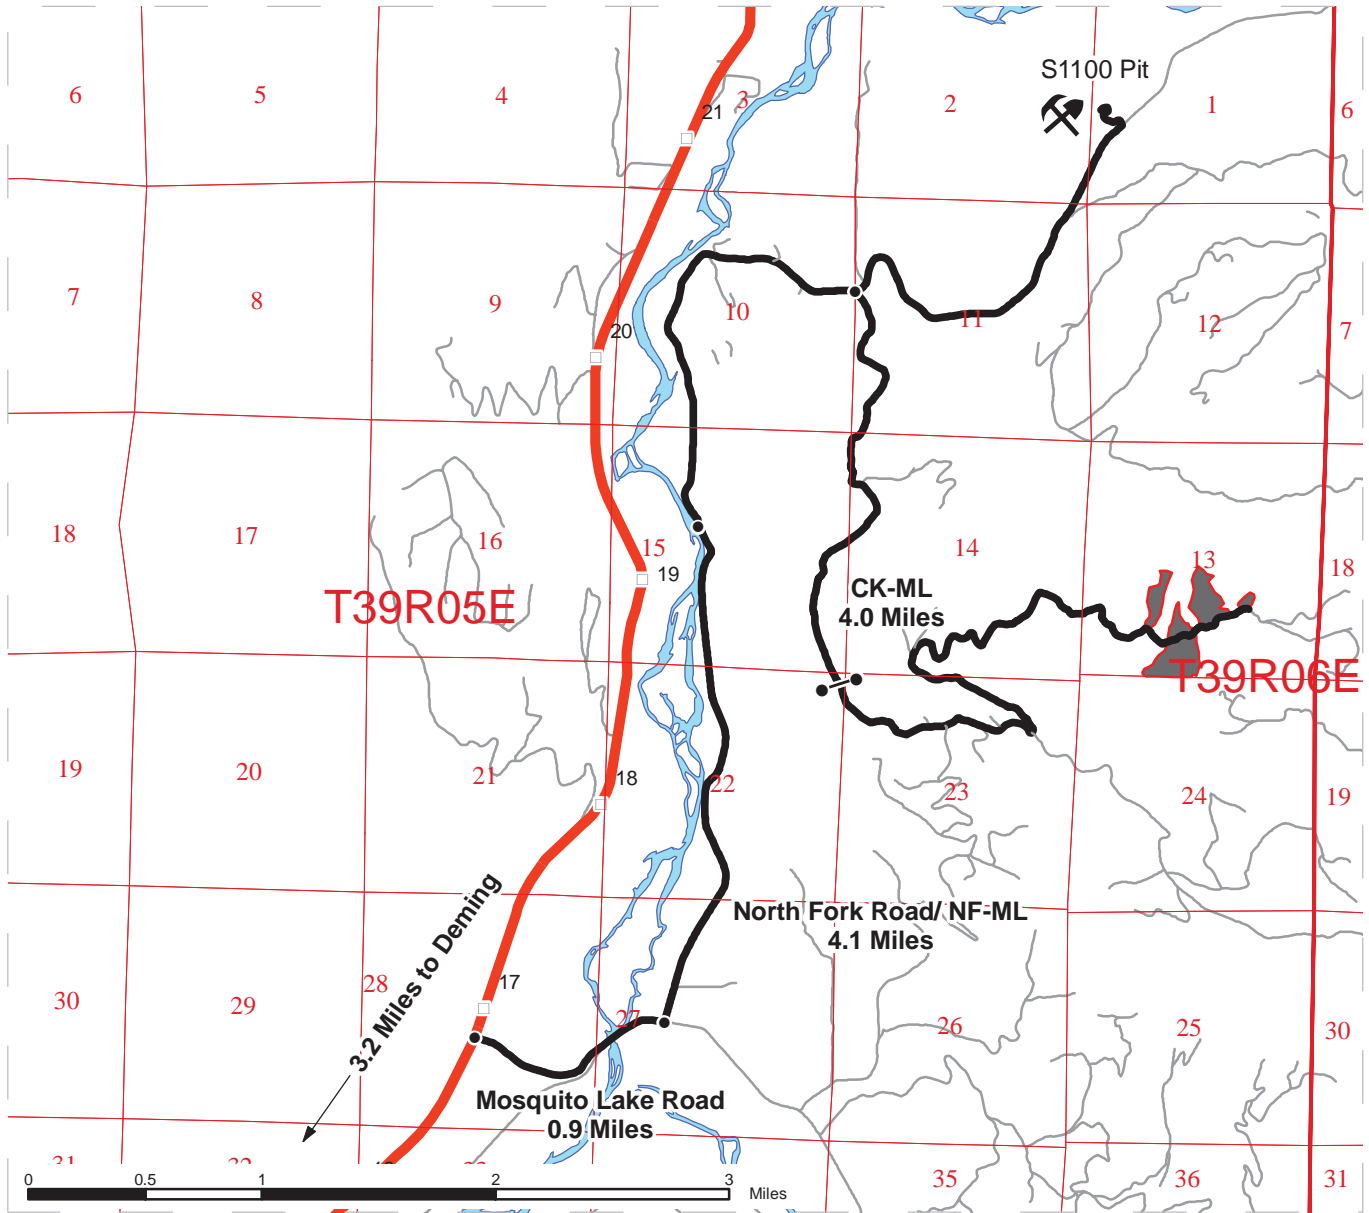 S1100 Pit
6 5 4 3 2 1 6
21
7 8 9 10 11 12 7
20
18 17 16 15 14 13 18
19
T39R05E
CK-ML
4.0 Miles
T39R06E
19 20 21 22 23 24 19
18
North Fork Road/ NF-ML
4.1 Miles
3.2 Miles to Deming
30 29 28 27 26 25 30
17
Mosquito Lake Road
0.9 Miles
31 32 35 36 31
0 0.5 1 2 3 Miles